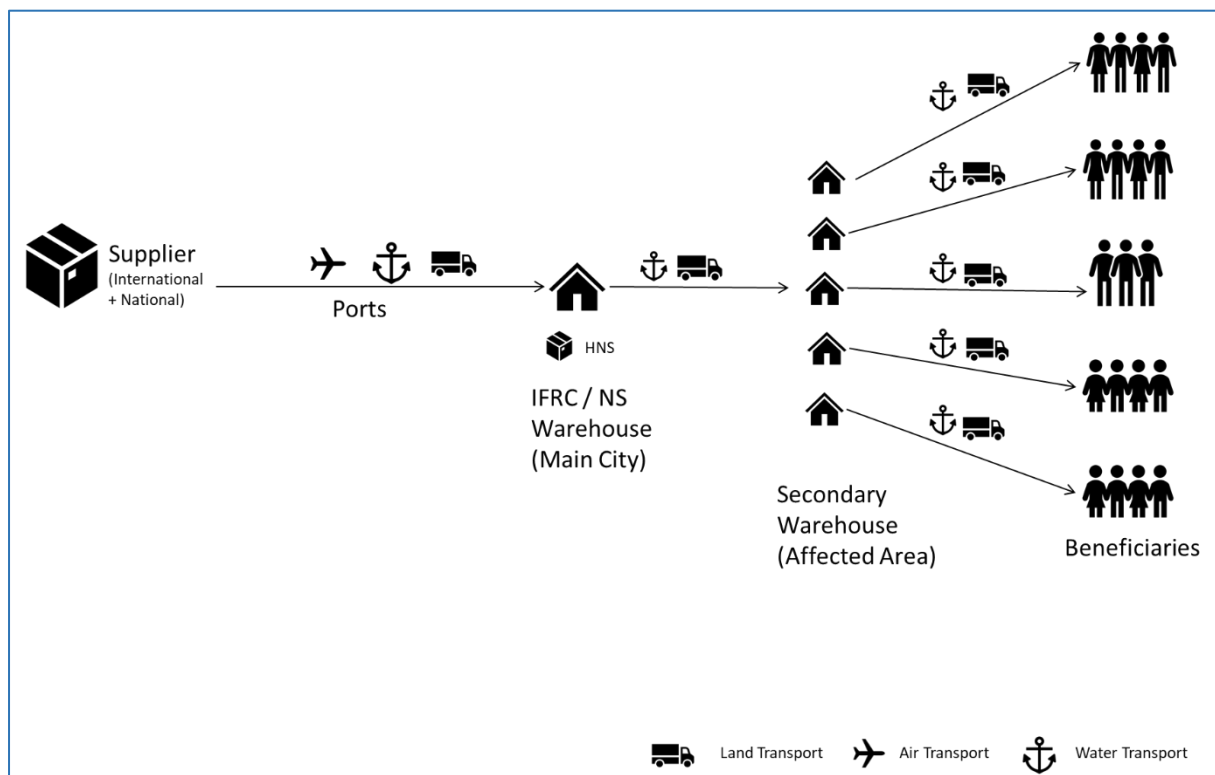 Supplier
(International
+ National)
Ports
HNS
IFRC / NS
Warehouse
(Main City)
Secondary
Warehouse
(Affected Area)
Beneficiaries
Land Transport
Air Transport
Water Transport